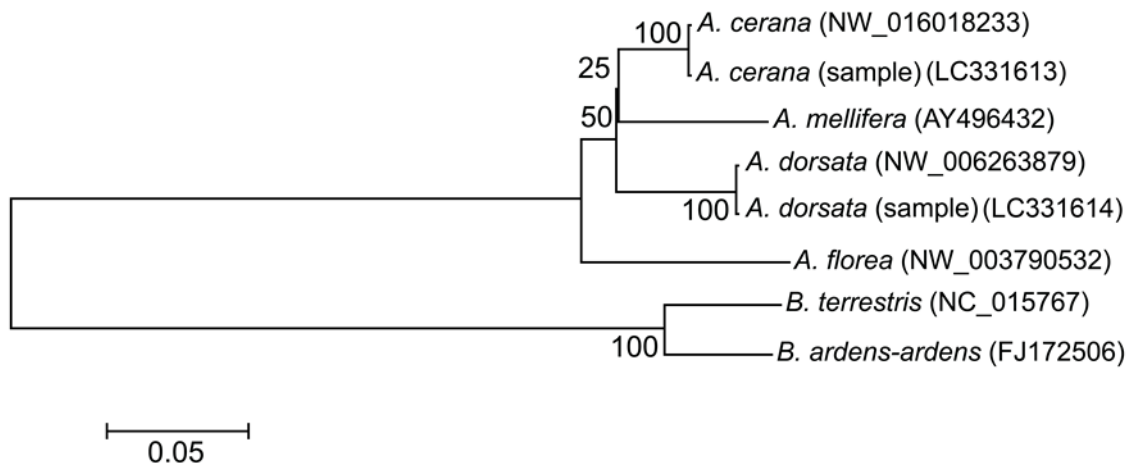 100 A. cerana (NW_016018233)
25 A. cerana (sample) (LC331613)
50 A. mellifera (AY496432)
A. dorsata (NW_006263879)
100 A. dorsata (sample) (LC331614)
A. florea (NW_003790532)
B. terrestris (NC_015767)
100 B. ardens-ardens (FJ172506)
0.05